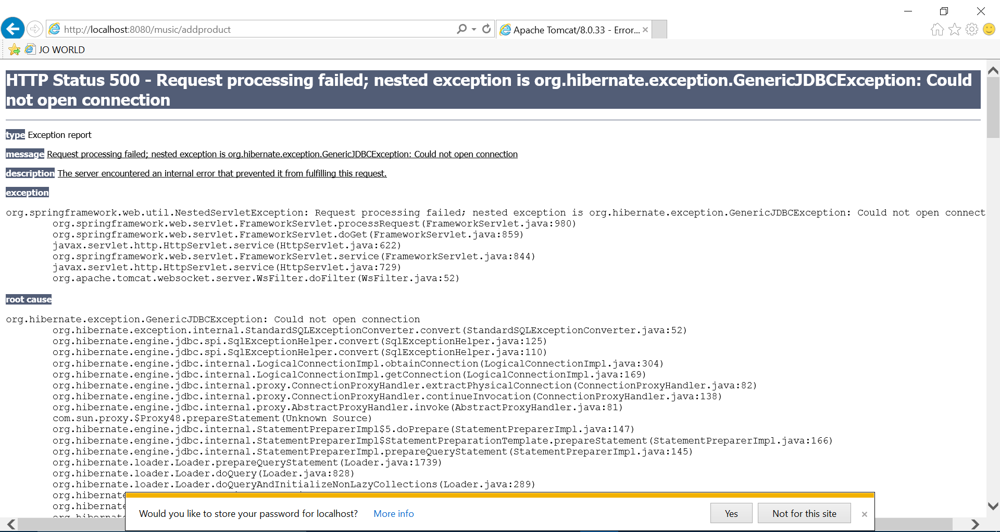 http://localhost:8080/music/addproduct
Apache Tomcat/8.0.33 - Error...
JO WORLD
HTTP Status 500 - Request processing failed; nested exception is org.hibernate.exception.GenericJDBCException: Could
not open connection
type Exception report
message Request processing failed; nested exception is org.hibernate.exception.GenericJDBCException: Could not open connection
description The server encountered an internal error that prevented it from fulfilling this request.
exception
org.springframework.web.util.NestedServletException: Request processing failed; nested exception is org.hibernate.exception.GenericJDBCException: Could not open connect
org.springframework.web.servlet.FrameworkServlet.processRequest(FrameworkServlet.java:980)
org.springframework.web.servlet.FrameworkServlet.doGet(FrameworkServlet.java:859)
javax.servlet.http.HttpServlet.service(HttpServlet.java:622)
org.springframework.web.servlet.FrameworkServlet.service(FrameworkServlet.java:844)
javax.servlet.http.HttpServlet.service(HttpServlet.java:729)
org.apache.tomcat.websocket.server.WsFilter.doFilter(WsFilter.java:52)
root cause
org.hibernate.exception.GenericJDBCException: Could not open connection
org.hibernate.exception.internal.StandardSQLExceptionConverter.convert(StandardSQLExceptionConverter.java:52)
org.hibernate.engine.jdbc.spi.SqlExceptionHelper.convert(SqlExceptionHelper.java:125)
org.hibernate.engine.jdbc.spi.SqlExceptionHelper.convert(SqlExceptionHelper.java:110)
org.hibernate.engine.jdbc.internal.LogicalConnectionImpl.obtainConnection(LogicalConnectionImpl.java:304)
org.hibernate.engine.jdbc.internal.LogicalConnectionImpl.getConnection(LogicalConnectionImpl.java:169)
org.hibernate.engine.jdbc.internal.proxy.ConnectionProxyHandler.extractPhysicalConnection(ConnectionProxyHandler.java:82)
org.hibernate.engine.jdbc.internal.proxy.ConnectionProxyHandler.continueInvocation(ConnectionProxyHandler.java:138)
org.hibernate.engine.jdbc.internal.proxy.AbstractProxyHandler.invoke(AbstractProxyHandler.java:81)
com.sun.proxy.$Proxy48.prepareStatement(Unknown Source)
org.hibernate.engine.jdbc.internal.StatementPreparerImpl$5.doPrepare(StatementPreparerImpl.java:147)
org.hibernate.engine.jdbc.internal.StatementPreparerImpl$StatementPreparationTemplate.prepareStatement(StatementPreparerImpl.java:166)
org.hibernate.engine.jdbc.internal.StatementPreparerImpl.prepareQueryStatement(StatementPreparerImpl.java:145)
org.hibernate.loader.Loader.prepareQueryStatement(Loader.java:1739)
org.hibernate.loader.Loader.doQuery(Loader.java:828)
org.hibernate.loader.Loader.doQueryAndInitializeNonLazyCollections(Loader.java:289)
org.hibernate
org.hibernate
Would you like to store your password for localhost? More info Yes Not for this site